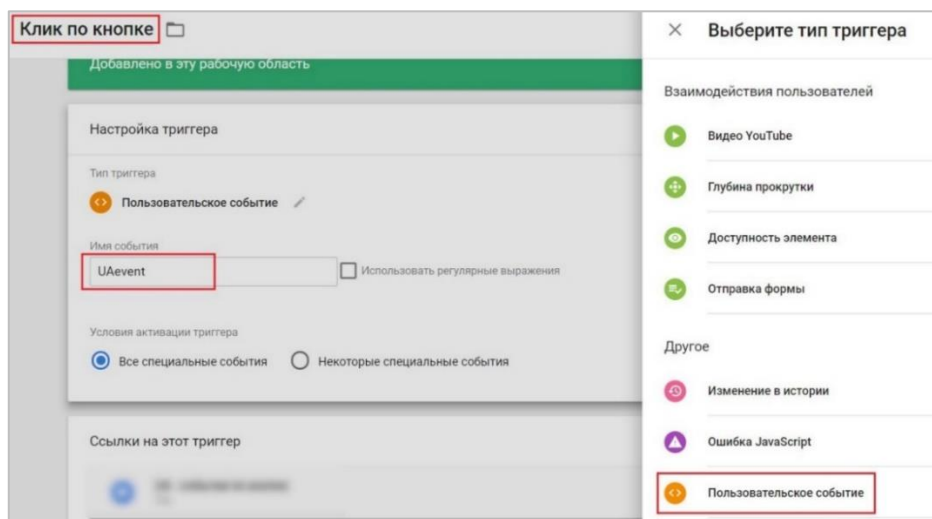 Клик по кнопке
Добавлено в эту рабочую область
Настройка триггера
Тип триггера
Пользовательское событие
Имя события
UAevent
Использовать регулярные выражения
Условия активации триггера
Все специальные события
Некоторые специальные события
Ссылки на этот триггер
Выберите тип триггера
Взаимодействия пользователей
Видео YouTube
Глубина прокрутки
Доступность элемента
Отправка формы
Другое
Изменение в истории
Ошибка JavaScript
Пользовательское событие